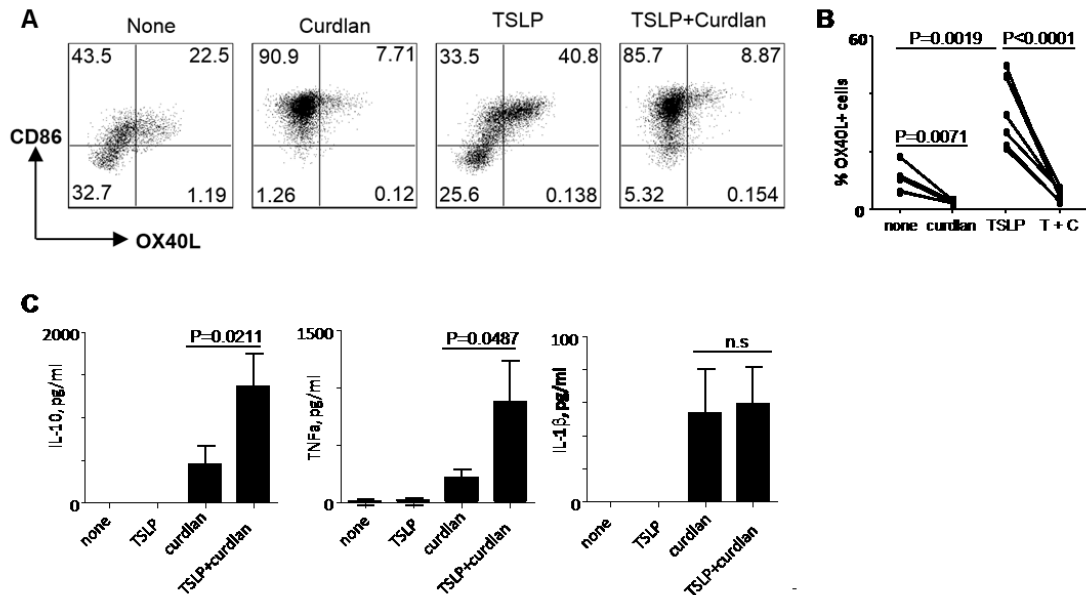 A
None
Curdlan
TSLP
TSLP+Curdlan
43.5 22.5
90.9 7.71
33.5 40.8
85.7 8.87
CD86
32.7 1.19
1.26 0.12
25.6 0.138
5.32 0.154
OX40L
B
60
P=0.0019 P<0.0001
P=0.0071
% OX40L+ cells
0
none curdlan TSLP T + C
C
2000
P=0.0211
IL-10, pg/ml
0
none
TSLP
curdlan
TSLP+curdlan
1500
P=0.0487
TNFa, pg/ml
0
none
TSLP
curdlan
TSLP+curdlan
100
n.s
IL-1β, pg/ml
0
none
TSLP
curdlan
TSLP+curdlan